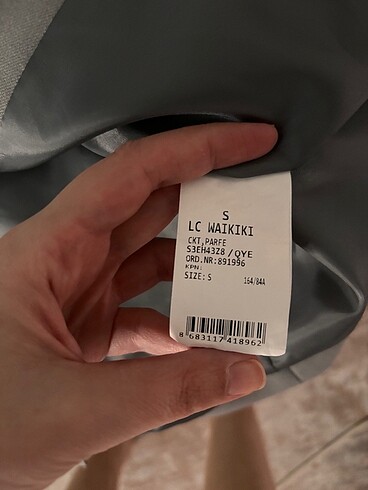 S
LC WAIKIKI
CKT,PARFE
S3EH43Z8 / QYE
ORD.NR:891996
KPN:
SIZE: S 164/84A
8 683117 418962